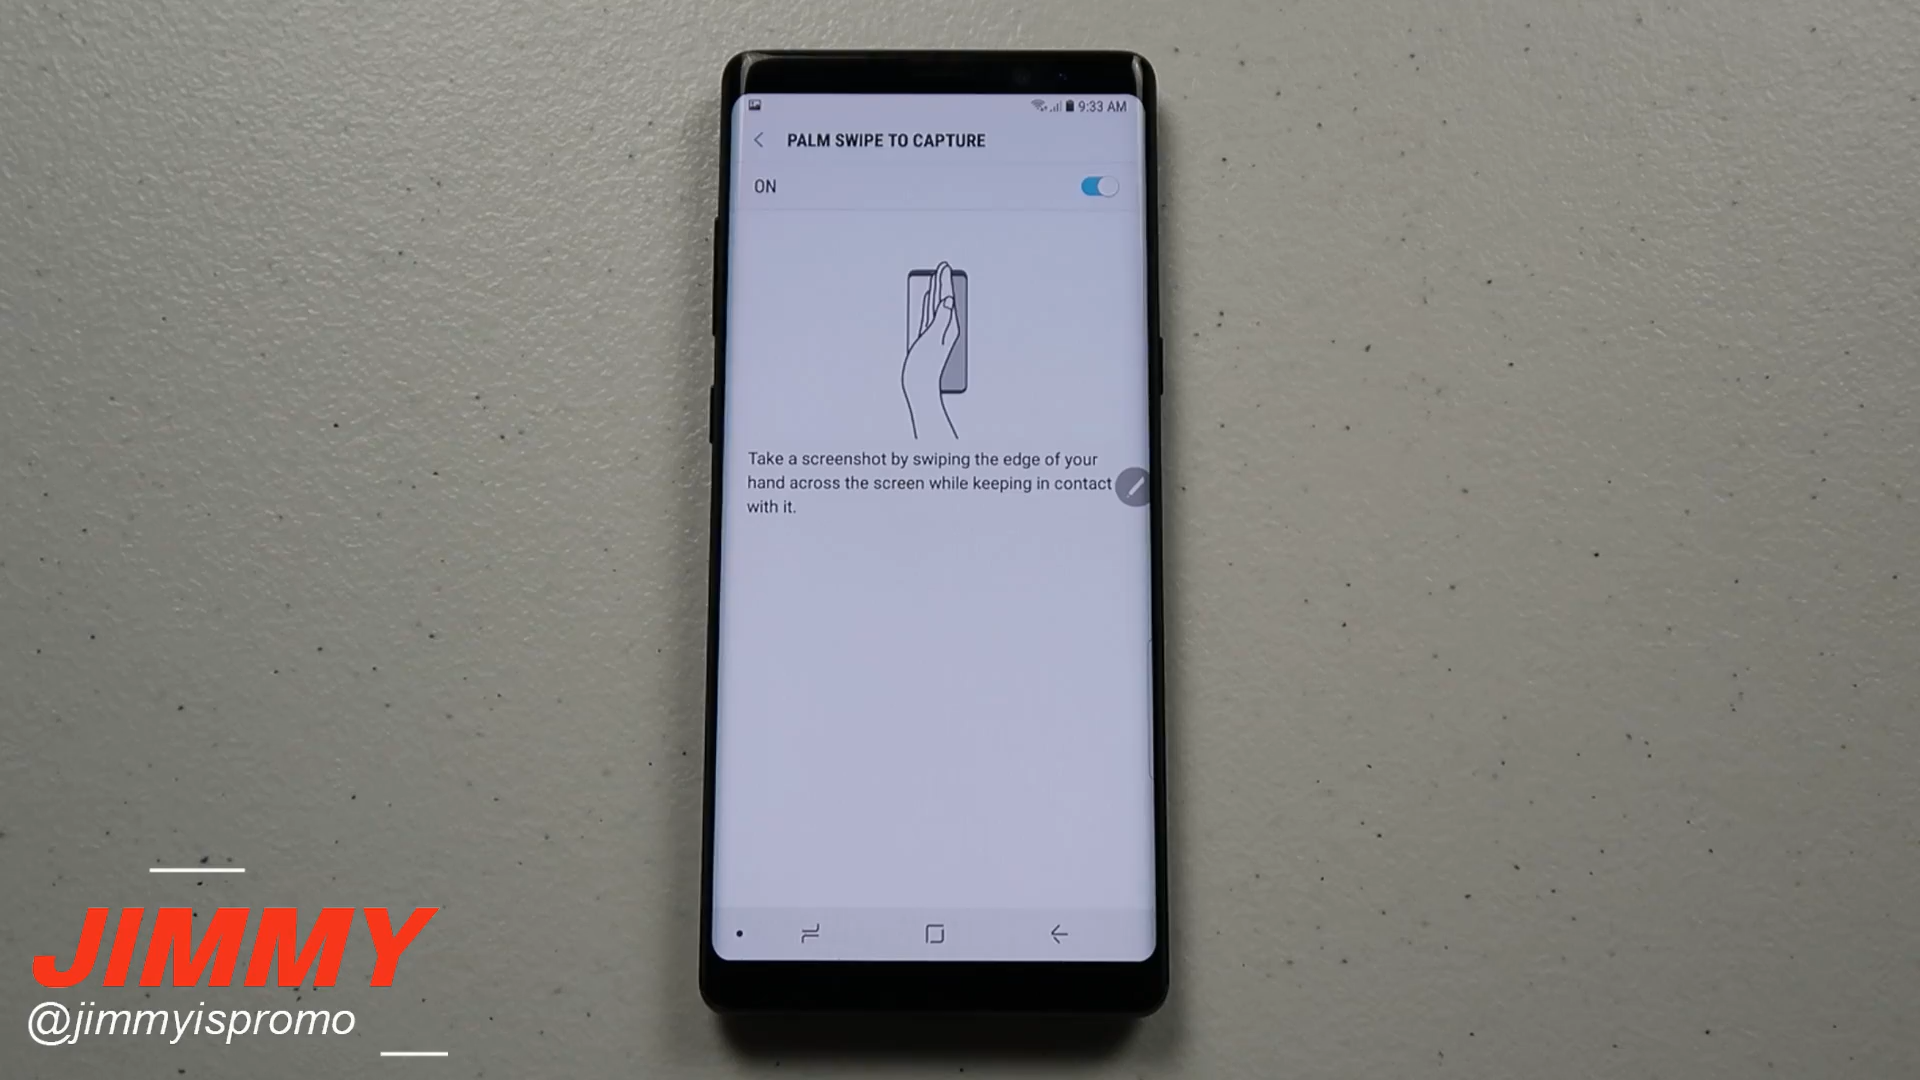 9:33 AM
PALM SWIPE TO CAPTURE
ON
Take a screenshot by swiping the edge of your
hand across the screen while keeping in contact
with it.
JIMMY
@jimmyispromo